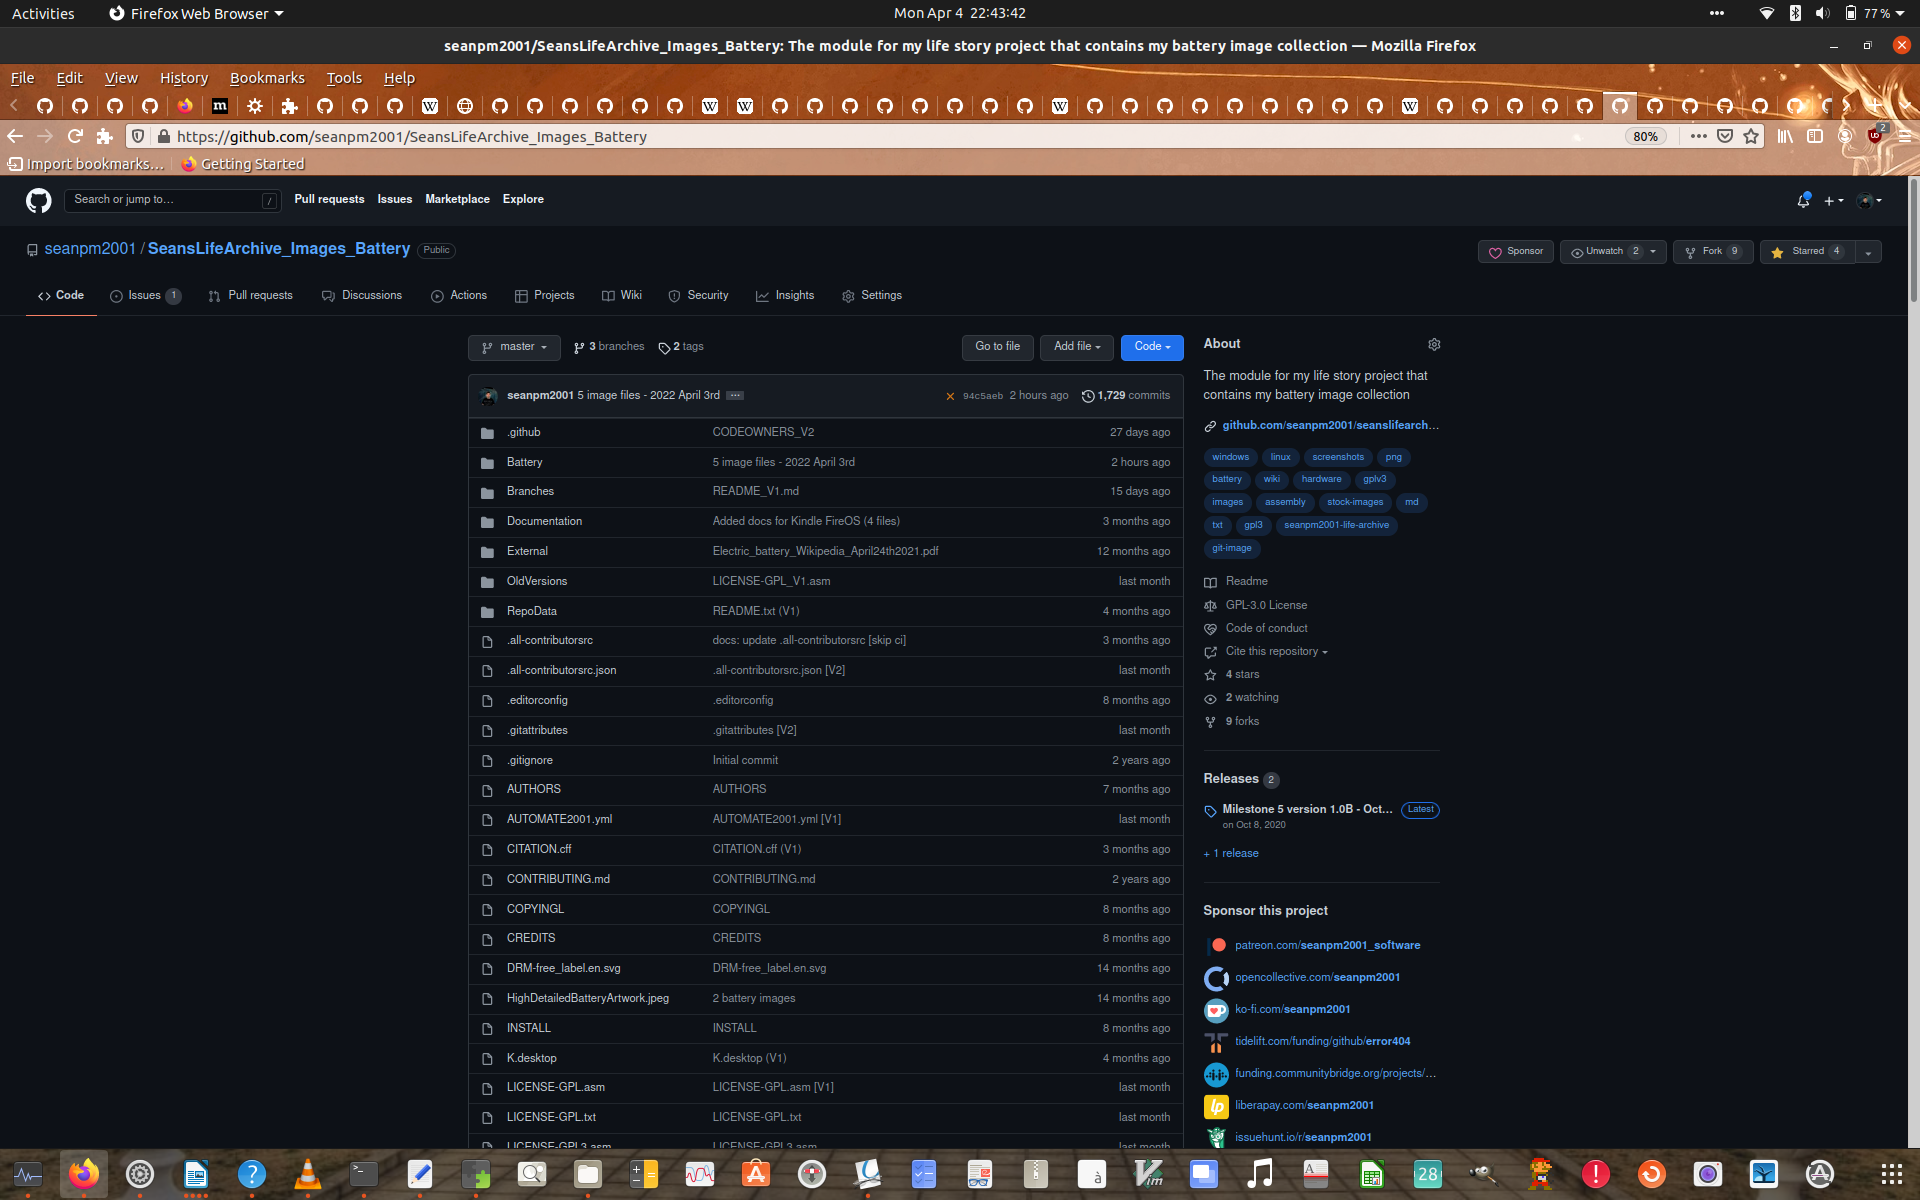 Activities Firefox Web Browser Mon Apr 4 22:43:42 77 %
seanpm2001/SeansLifeArchive_Images_Battery: The module for my life story project that contains my battery image collection — Mozilla Firefox
File Edit View History Bookmarks Tools Help
https://github.com/seanpm2001/SeansLifeArchive_Images_Battery 80% 2
Import bookmarks... Getting Started
Search or jump to... / Pull requests Issues Marketplace Explore
seanpm2001 / SeansLifeArchive_Images_Battery Public Sponsor Unwatch 2 Fork 9 Starred 4
Code Issues 1 Pull requests Discussions Actions Projects Wiki Security Insights Settings
master 3 branches 2 tags Go to file Add file Code
seanpm2001 5 image files - 2022 April 3rd ... 94c5aeb 2 hours ago 1,729 commits
.github CODEOWNERS_V2 27 days ago
Battery 5 image files - 2022 April 3rd 2 hours ago
Branches README_V1.md 15 days ago
Documentation Added docs for Kindle FireOS (4 files) 3 months ago
External Electric_battery_Wikipedia_April24th2021.pdf 12 months ago
OldVersions LICENSE-GPL_V1.asm last month
RepoData README.txt (V1) 4 months ago
.all-contributorsrc docs: update .all-contributorsrc [skip ci] 3 months ago
.all-contributorsrc.json .all-contributorsrc.json [V2] last month
.editorconfig .editorconfig 8 months ago
.gitattributes .gitattributes [V2] last month
.gitignore Initial commit 2 years ago
AUTHORS AUTHORS 7 months ago
AUTOMATE2001.yml AUTOMATE2001.yml [V1] last month
CITATION.cff CITATION.cff (V1) 3 months ago
CONTRIBUTING.md CONTRIBUTING.md 2 years ago
COPYINGL COPYINGL 8 months ago
CREDITS CREDITS 8 months ago
DRM-free_label.en.svg DRM-free_label.en.svg 14 months ago
HighDetailedBatteryArtwork.jpeg 2 battery images 14 months ago
INSTALL INSTALL 8 months ago
K.desktop K.desktop (V1) 4 months ago
LICENSE-GPL.asm LICENSE-GPL.asm [V1] last month
LICENSE-GPL.txt LICENSE-GPL.txt last month
LICENSE-GPL3.asm LICENSE-GPL3.asm last month
About
The module for my life story project that
contains my battery image collection
github.com/seanpm2001/seanslifearch...
windows linux screenshots png
battery wiki hardware gplv3
images assembly stock-images md
txt gpl3 seanpm2001-life-archive
git-image
Readme
GPL-3.0 License
Code of conduct
Cite this repository
4 stars
2 watching
9 forks
Releases 2
Milestone 5 version 1.0B - Oct... Latest
on Oct 8, 2020
+ 1 release
Sponsor this project
patreon.com/seanpm2001_software
opencollective.com/seanpm2001
ko-fi.com/seanpm2001
tidelift.com/funding/github/error404
funding.communitybridge.org/projects/...
liberapay.com/seanpm2001
issuehunt.io/r/seanpm2001
28